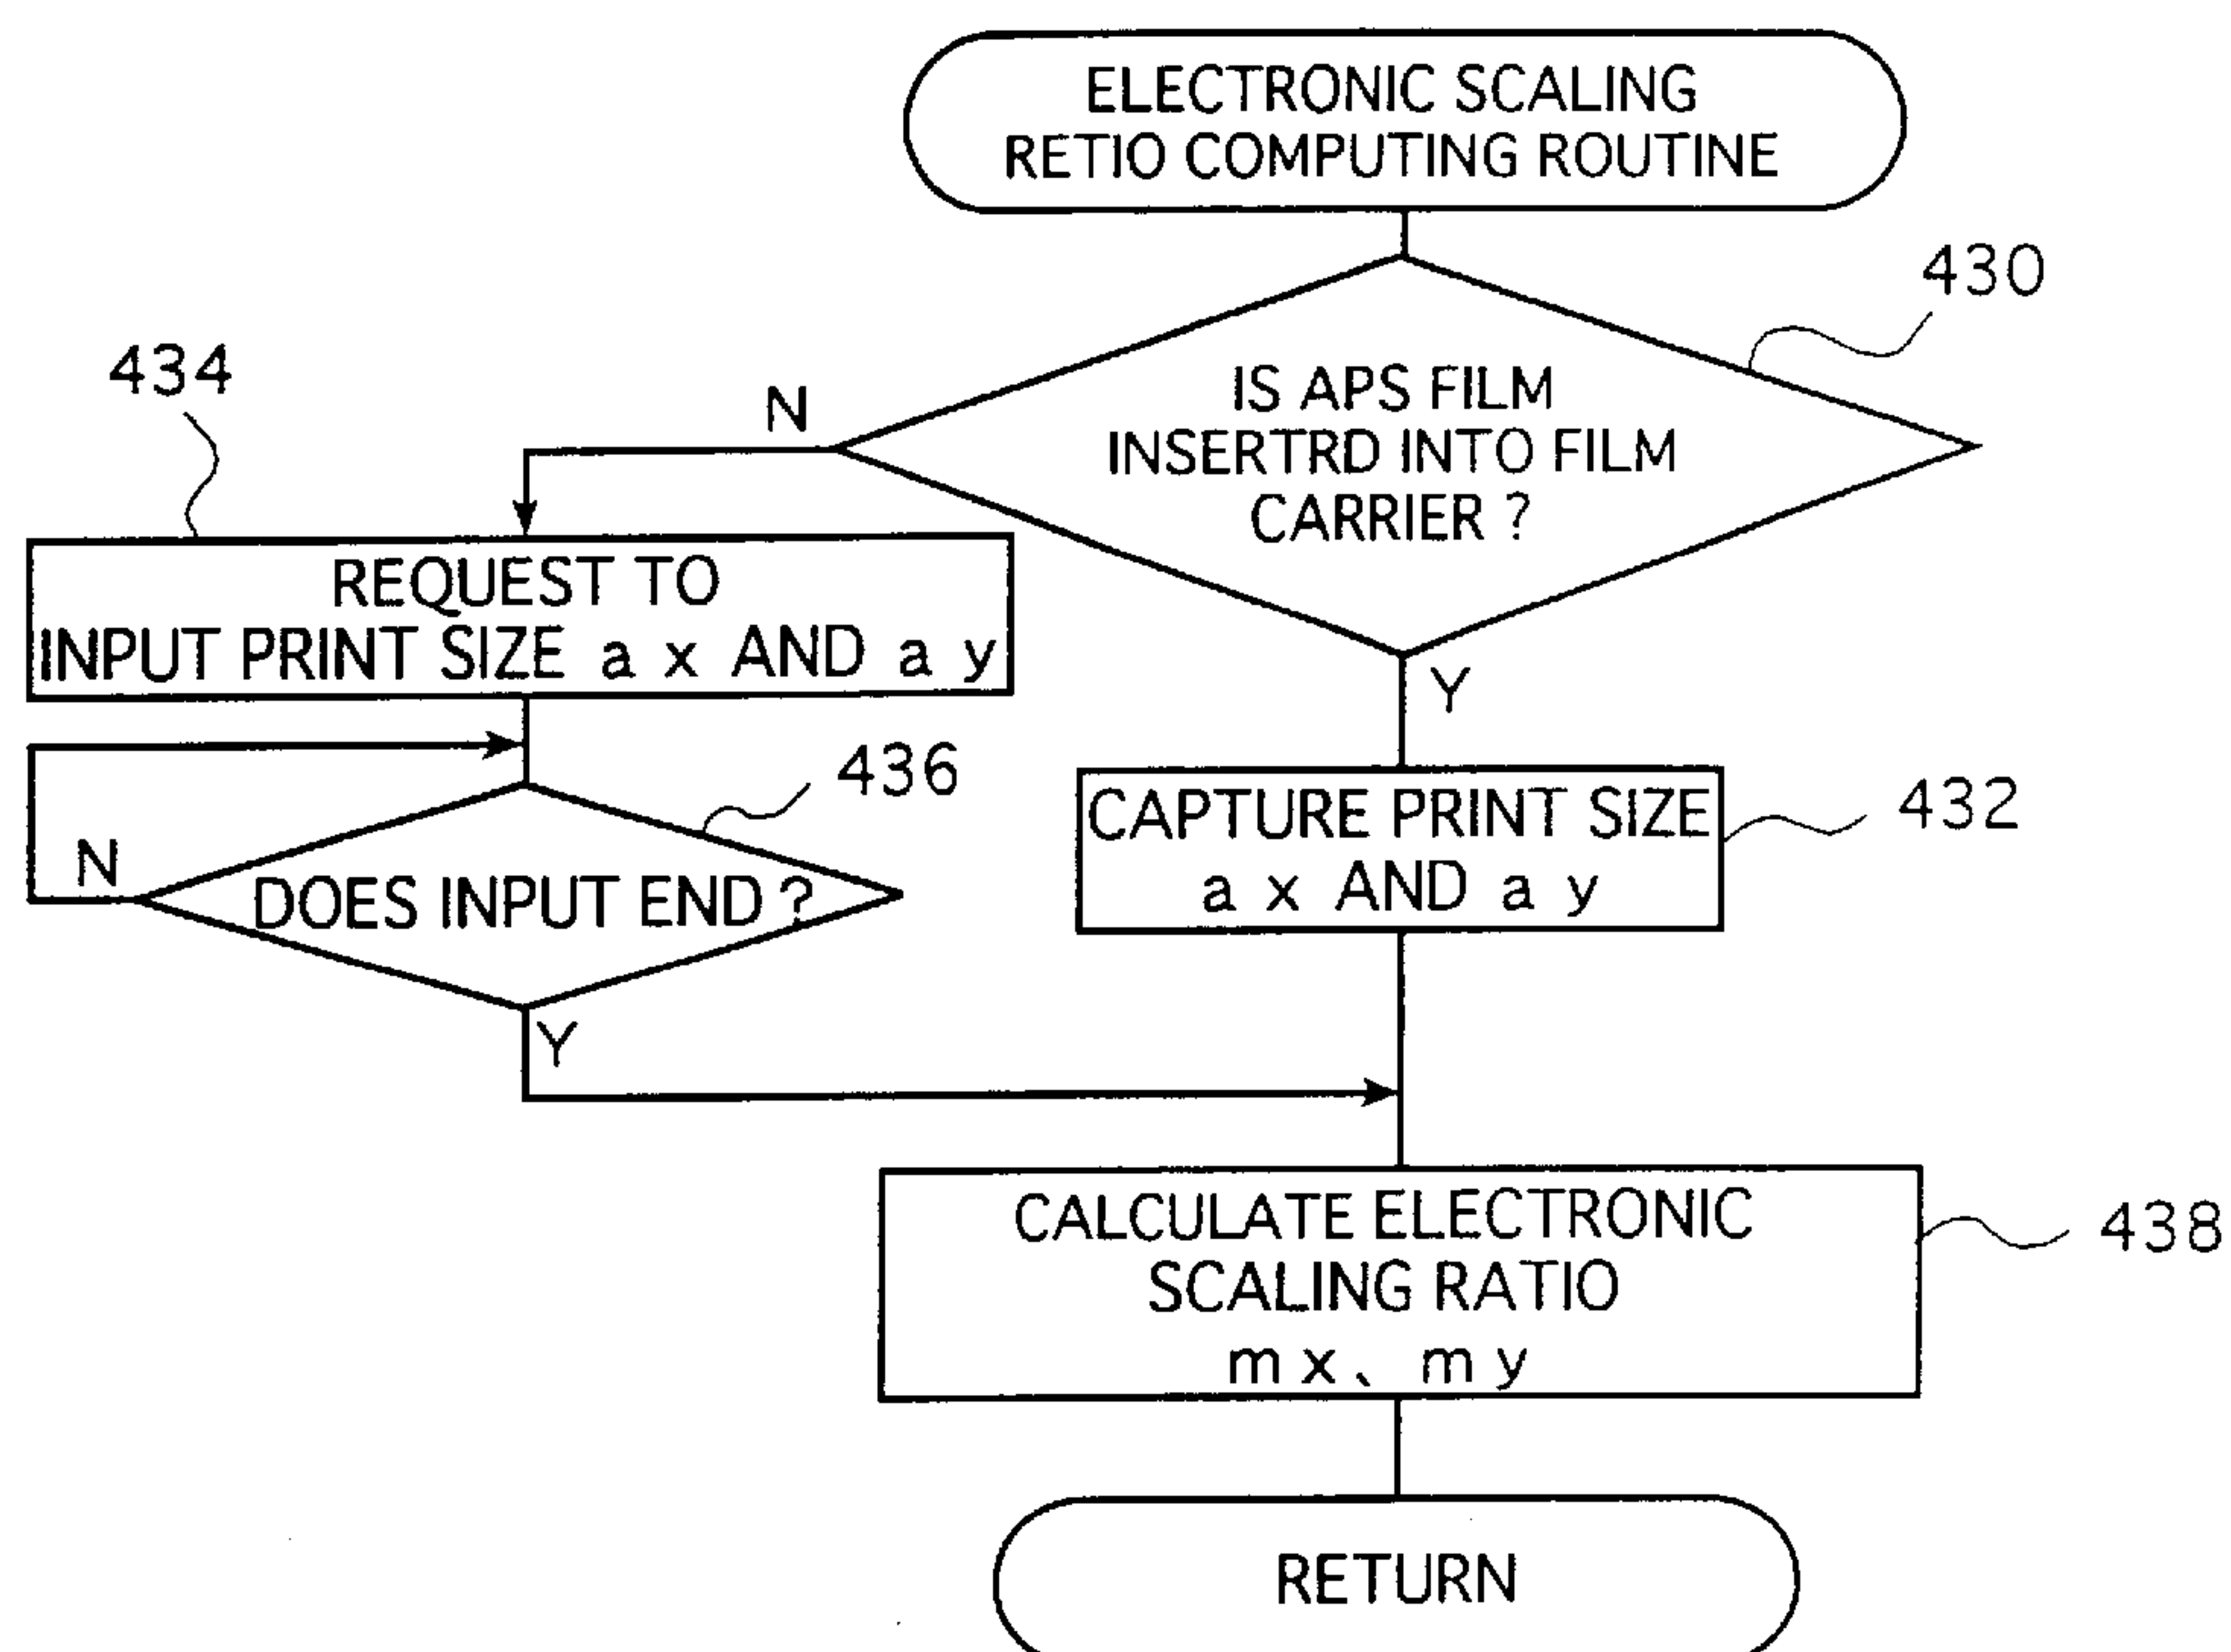 ELECTRONIC SCALING
RETIO COMPUTING ROUTINE
430
IS APS FILM
INSERTRD INTO FILM
CARRIER ?
N
Y
434
REQUEST TO
INPUT PRINT SIZE a x AND a y
436
DOES INPUT END ?
N
Y
CAPTURE PRINT SIZE
a x AND a y
432
CALCULATE ELECTRONIC
SCALING RATIO
m x、 m y
438
RETURN